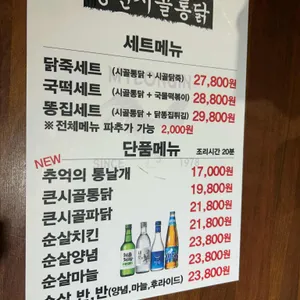 시골통닭
세트메뉴
닭죽세트 (시골통닭 + 시골닭죽) 27,800원
국떡세트 (시골통닭 + 국물떡볶이) 28,800원
똥집세트 (시골통닭 + 닭똥집튀김) 29,800원
※ 전체메뉴 파추가 가능 2,000원
단품메뉴 조리시간 20분
NEW
추억의 통날개 17,000원
큰시골통닭 19,800원
큰시골파닭 21,800원
순살치킨 21,800원
순살양념 23,800원
순살마늘 23,800원
순살 반,반(양념,마늘,후라이드) 23,800원
SINCE 1978